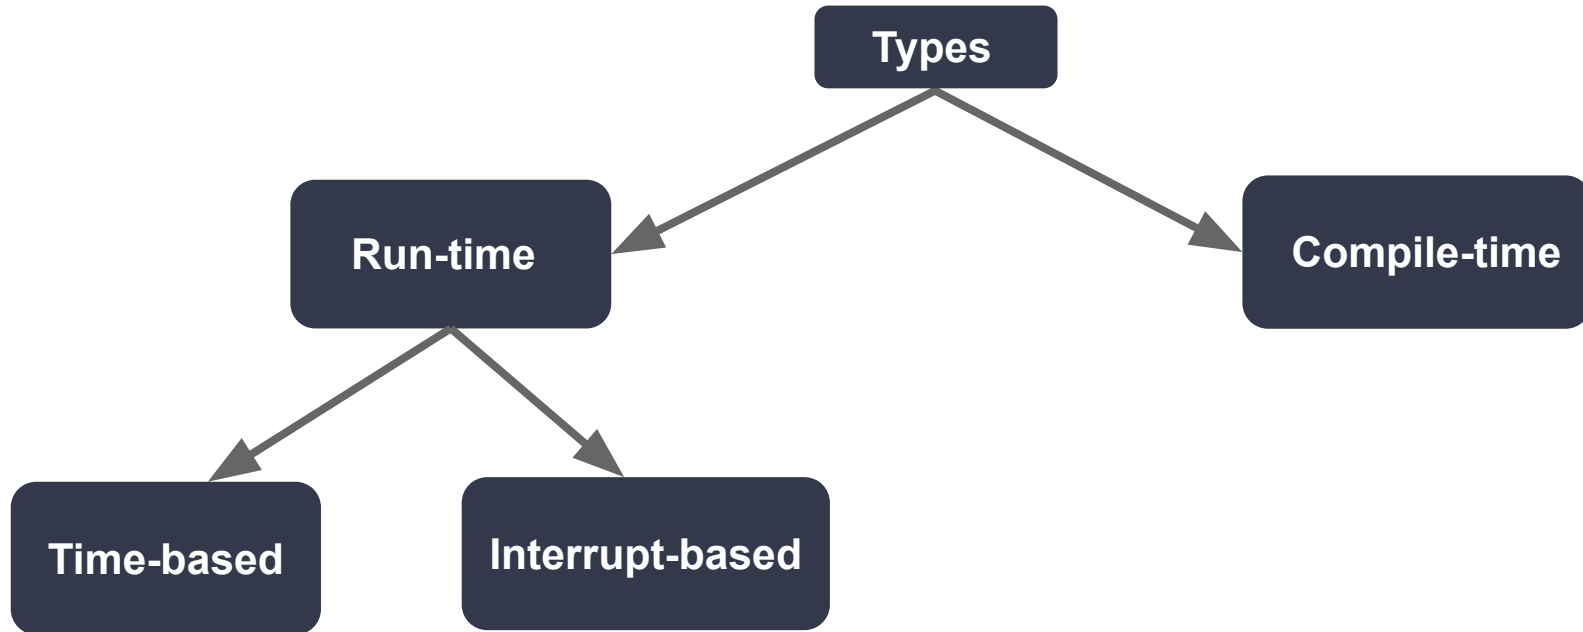 Types
Run-time
Compile-time
Time-based
Interrupt-based